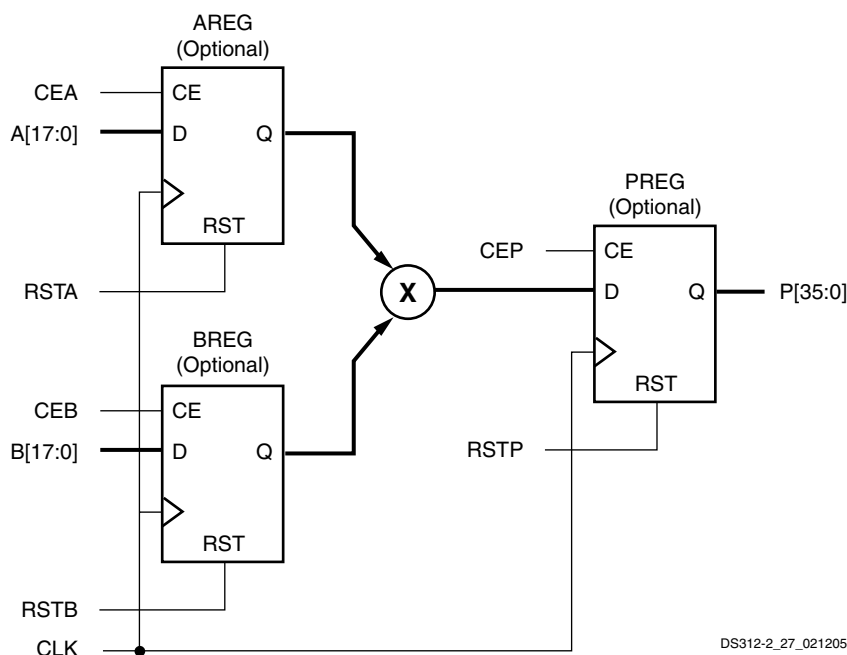 AREG
(Optional)
CEA
CE
A[17:0]
D
Q
RST
RSTA
BREG
(Optional)
CEB
CE
B[17:0]
D
Q
RST
RSTB
CLK
X
PREG
(Optional)
CEP
CE
D
Q
P[35:0]
RST
RSTP
DS312-2_27_021205